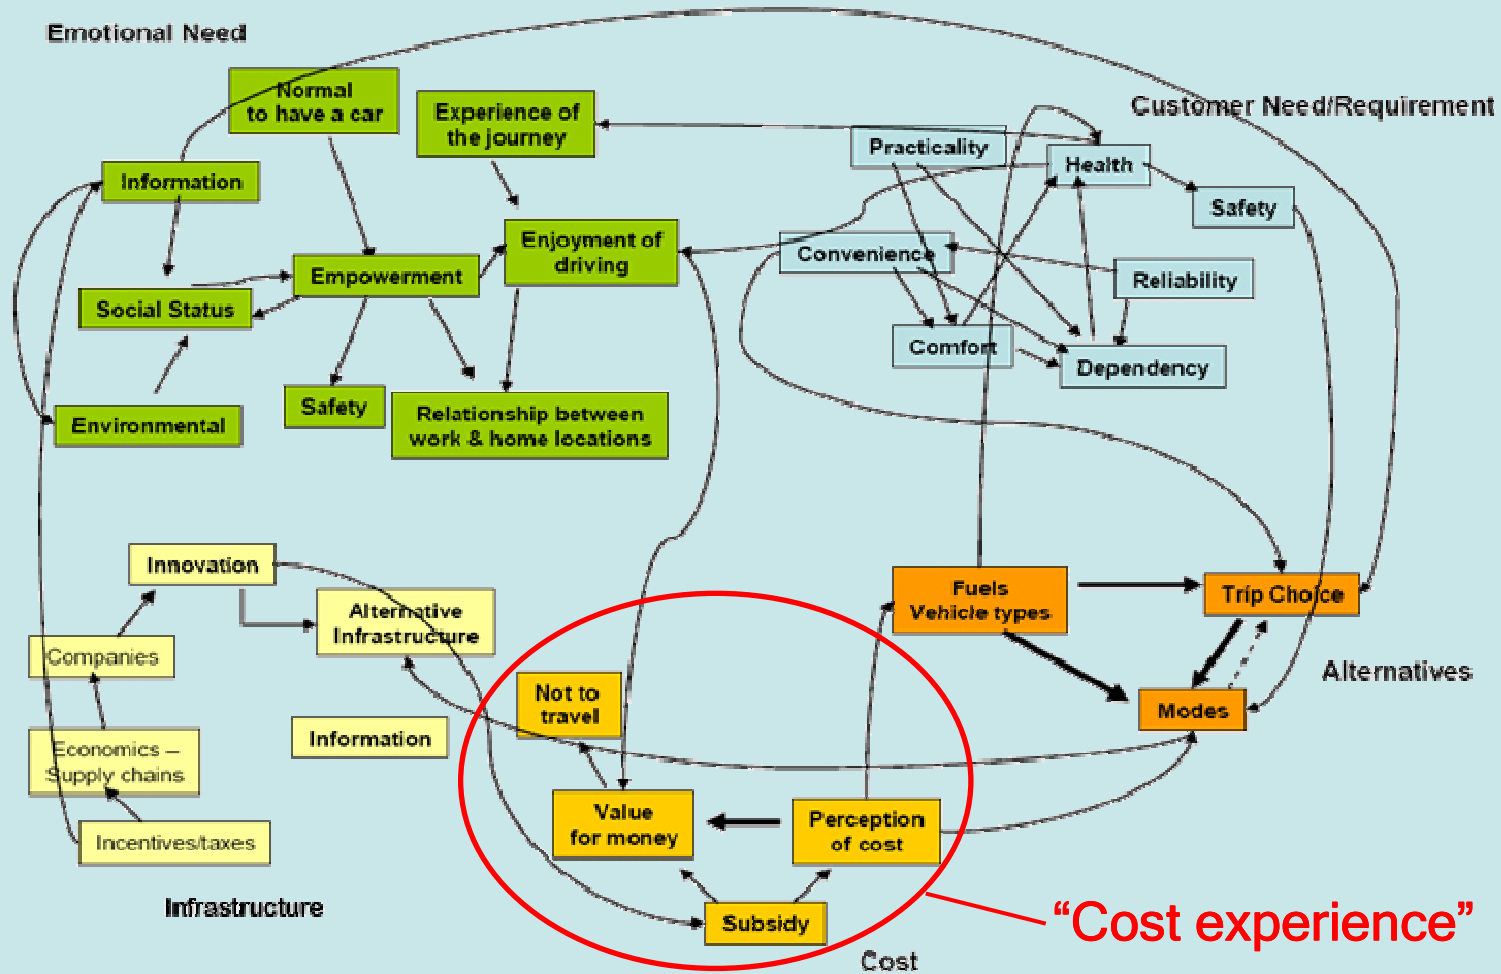 Emotional Need
Normal
to have a car
Experience of
the journey
Customer Need/Requirement
Practicality
Health
Information
Safety
Enjoyment of
driving
Convenience
Empowerment
Reliability
Social Status
Comfort
Dependency
Safety
Relationship between
work & home locations
Environmental
Innovation
Alternative
Infrastructure
Fuels
Vehicle types
Trip Choice
Companies
Alternatives
Not to
travel
Modes
Information
Economics –
Supply chains
Value
for money
Perception
of cost
Incentives/taxes
Infrastructure
Subsidy
“Cost experience”
Cost